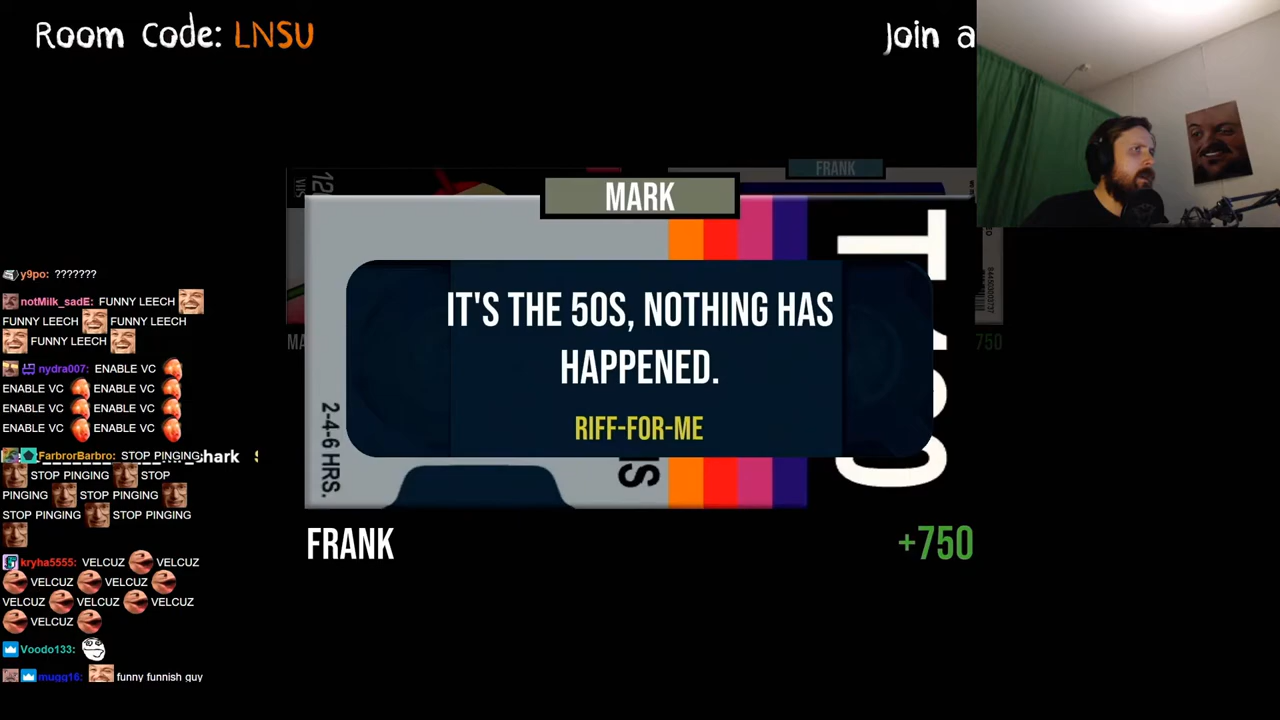 Room Code: LNSU
Join a
FRANK
MARK
IT'S THE 50S, NOTHING HAS
HAPPENED.
RIFF-FOR-ME
2-4-6 HRS.
FRANK
+750
750
MA
y9po: ???????
notMilk_sadE: FUNNY LEECH
FUNNY LEECH FUNNY LEECH
FUNNY LEECH
nydra007: ENABLE VC
ENABLE VC ENABLE VC
ENABLE VC ENABLE VC
ENABLE VC ENABLE VC
FarbrorBarbro: STOP PINGING
STOP PINGING STOP
PINGING STOP PINGING
STOP PINGING STOP PINGING
kryha5555: VELCUZ VELCUZ
VELCUZ VELCUZ
VELCUZ VELCUZ VELCUZ
VELCUZ
Voodo133:
mugg16: funny funnish guy